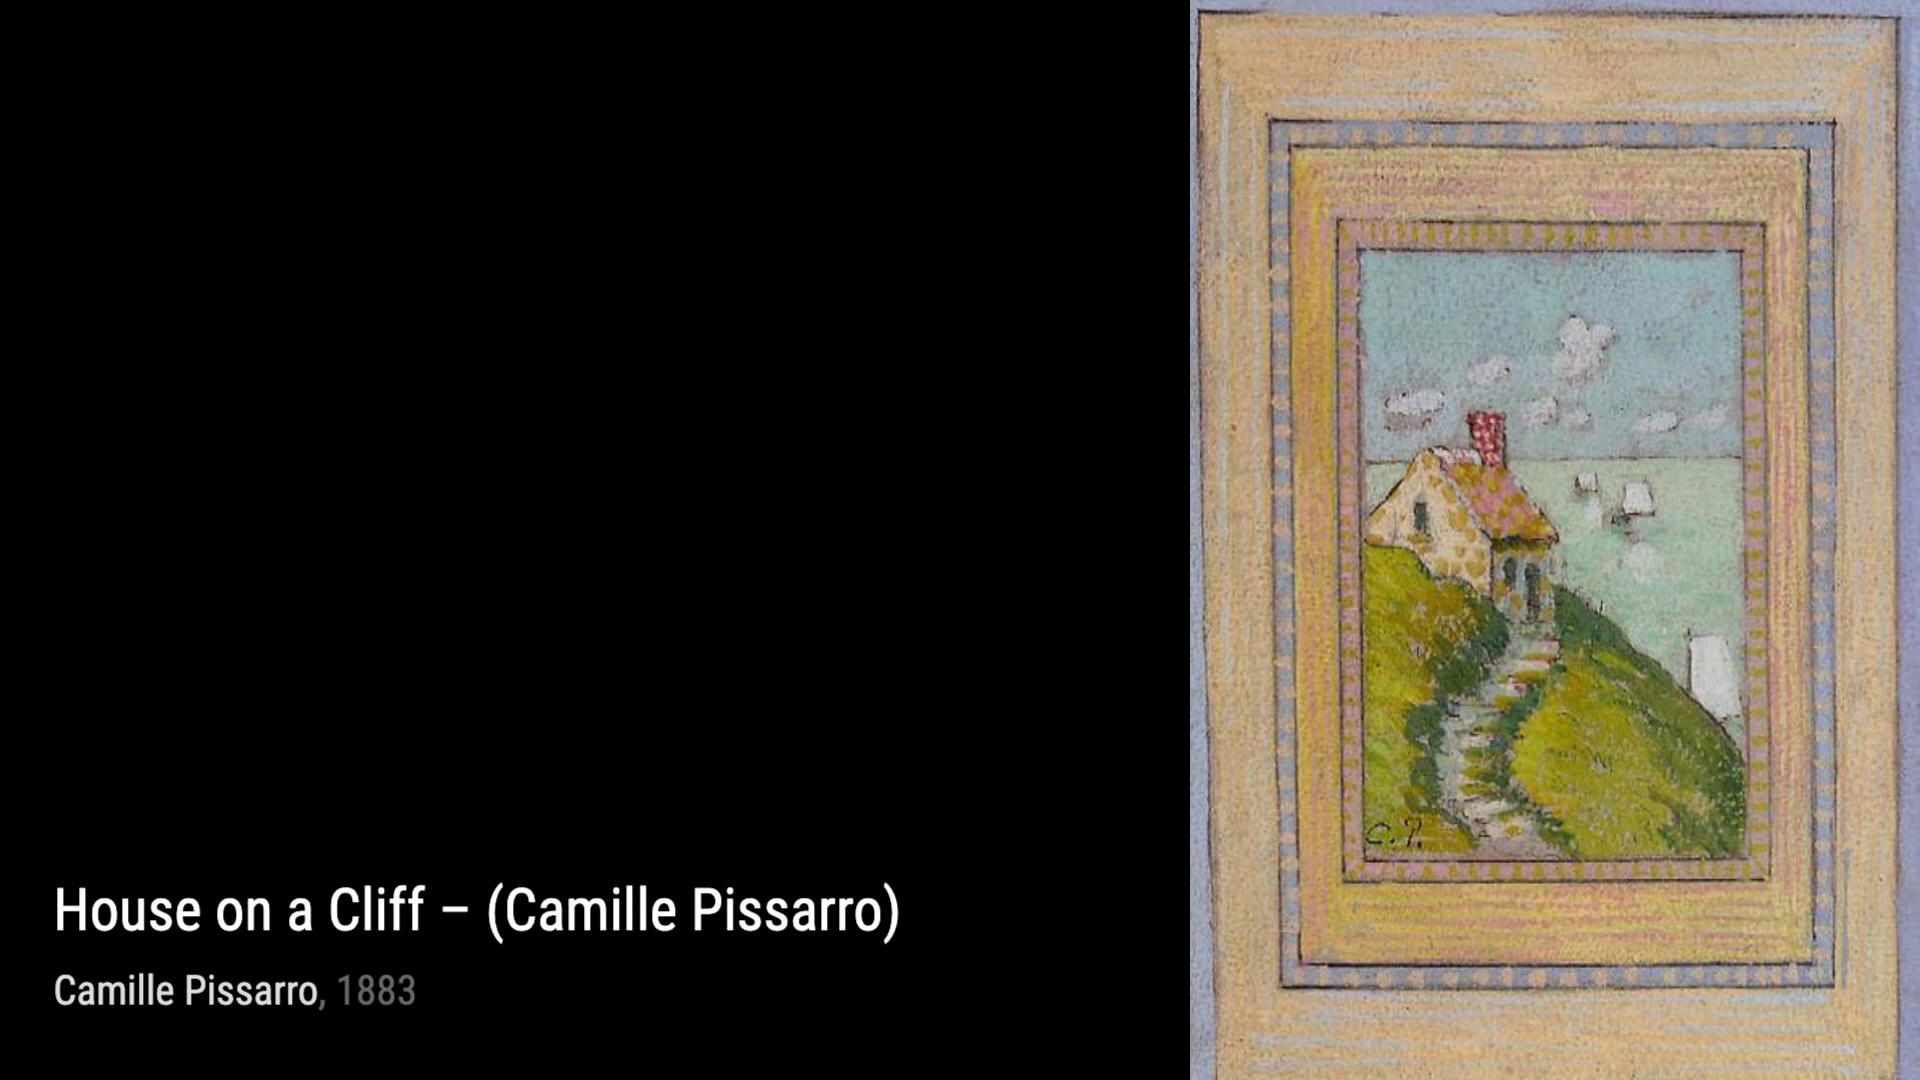 House on a Cliff – (Camille Pissarro)
Camille Pissarro, 1883
C.P.